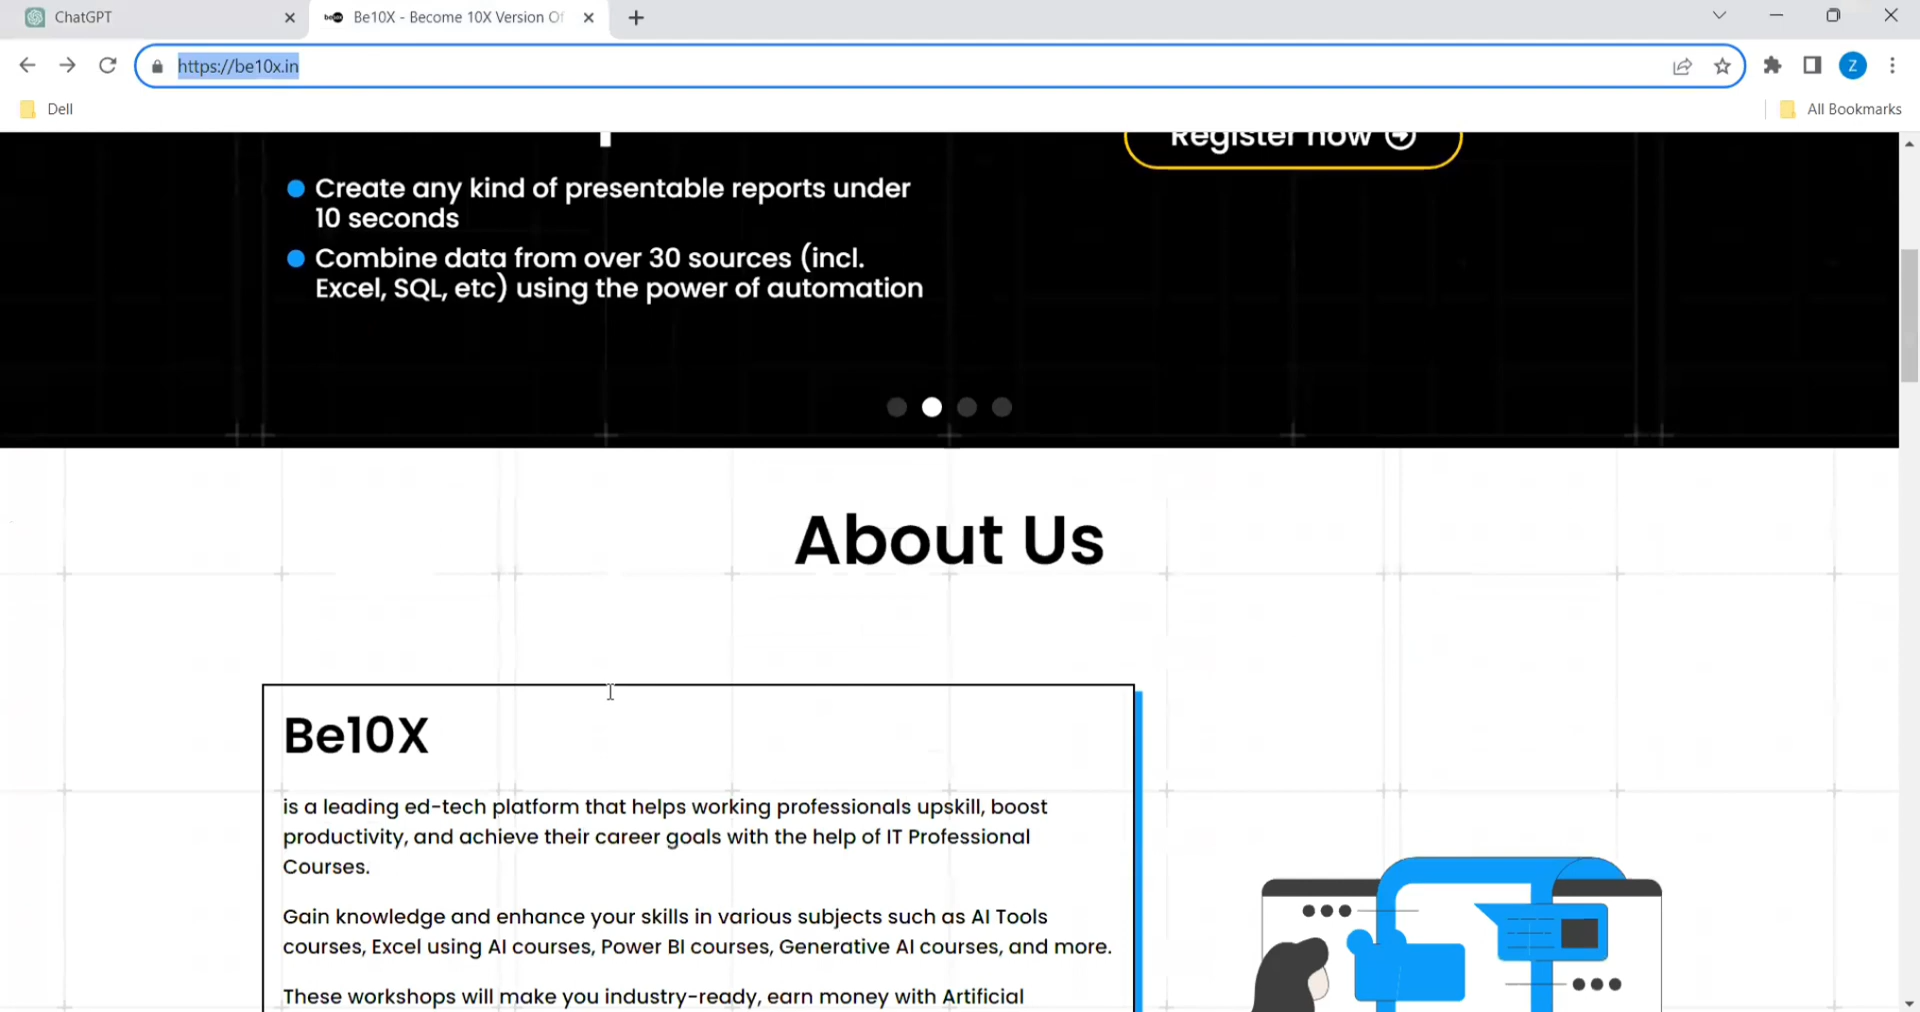 ChatGPT
be10x Be10X - Become 10X Version Of
https://be10x.in
Z
Dell
All Bookmarks
Register now
Create any kind of presentable reports under
10 seconds
Combine data from over 30 sources (incl.
Excel, SQL, etc) using the power of automation
About Us
Be10X
is a leading ed-tech platform that helps working professionals upskill, boost
productivity, and achieve their career goals with the help of IT Professional
Courses.
Gain knowledge and enhance your skills in various subjects such as AI Tools
courses, Excel using AI courses, Power BI courses, Generative AI courses, and more.
These workshops will make you industry-ready, earn money with Artificial